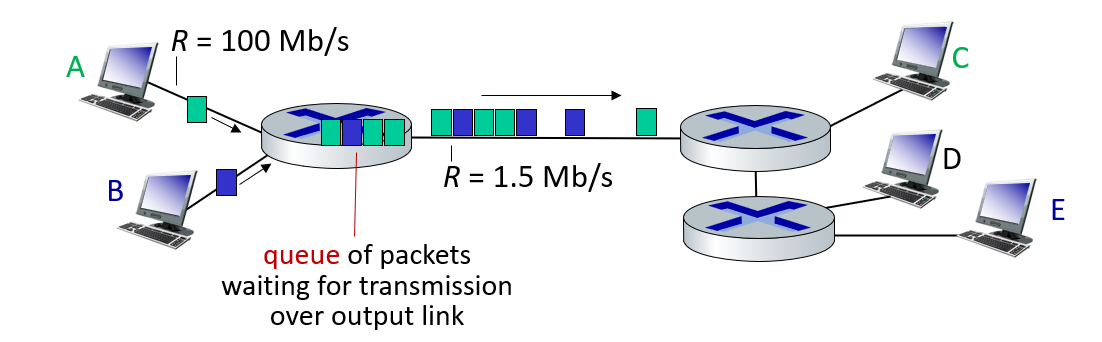 A
R = 100 Mb/s
C
B
R = 1.5 Mb/s
D
E
queue of packets
waiting for transmission
over output link